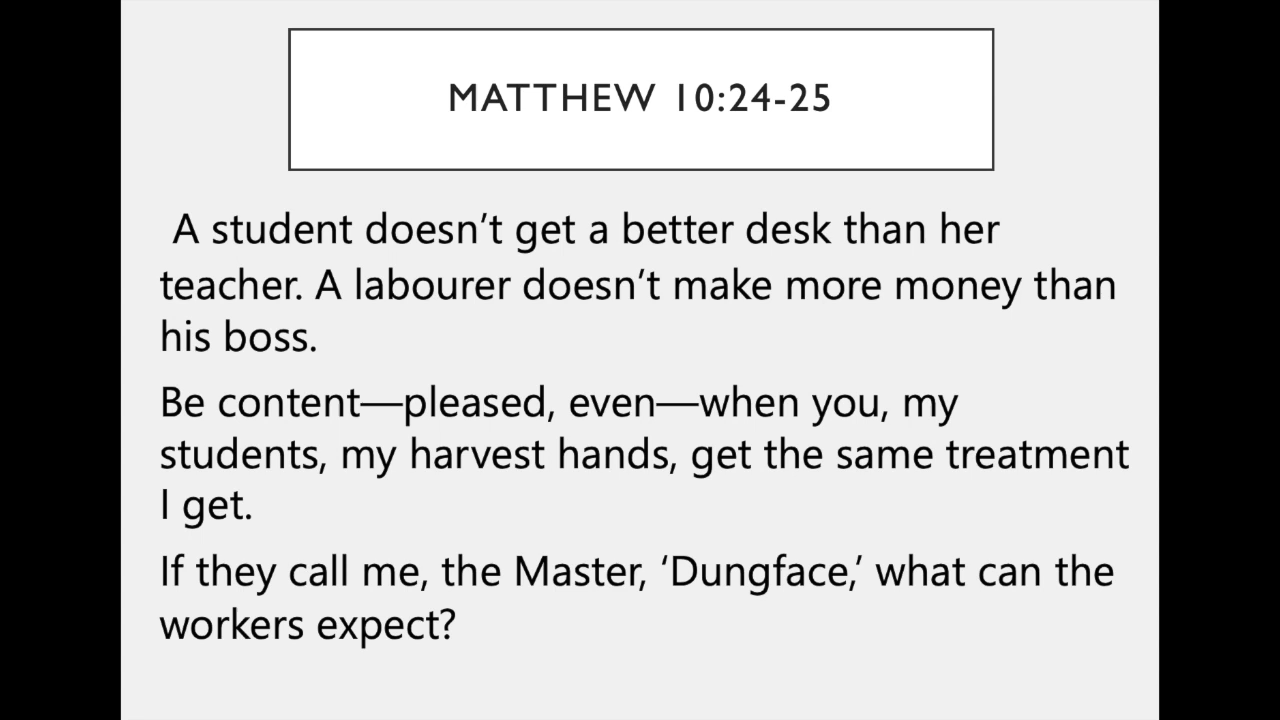 MATTHEW 10:24-25
A student doesn’t get a better desk than her
teacher. A labourer doesn’t make more money than
his boss.
Be content—pleased, even—when you, my
students, my harvest hands, get the same treatment
I get.
If they call me, the Master, ‘Dungface,’ what can the
workers expect?